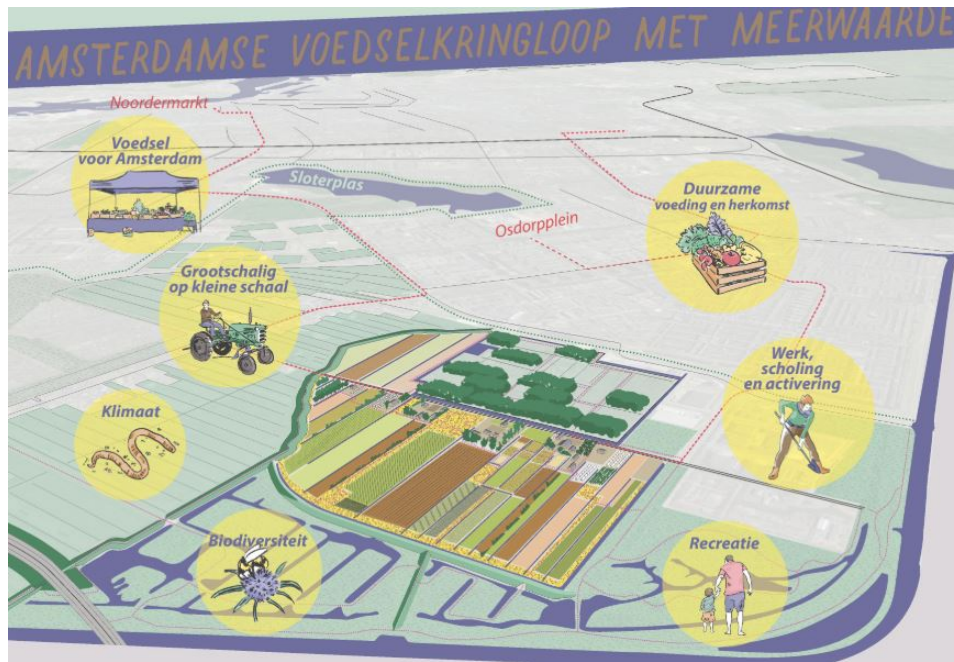 AMSTERDAMSE VOEDSELKRINGLOOP MET MEERWAARDE
Noordermarkt
Voedsel
voor Amsterdam
Sloterplas
Duurzame
voeding en herkomst
Osdorpplein
Grootschalig
op kleine schaal
Werk,
scholing
en activering
Klimaat
Biodiversiteit
Recreatie